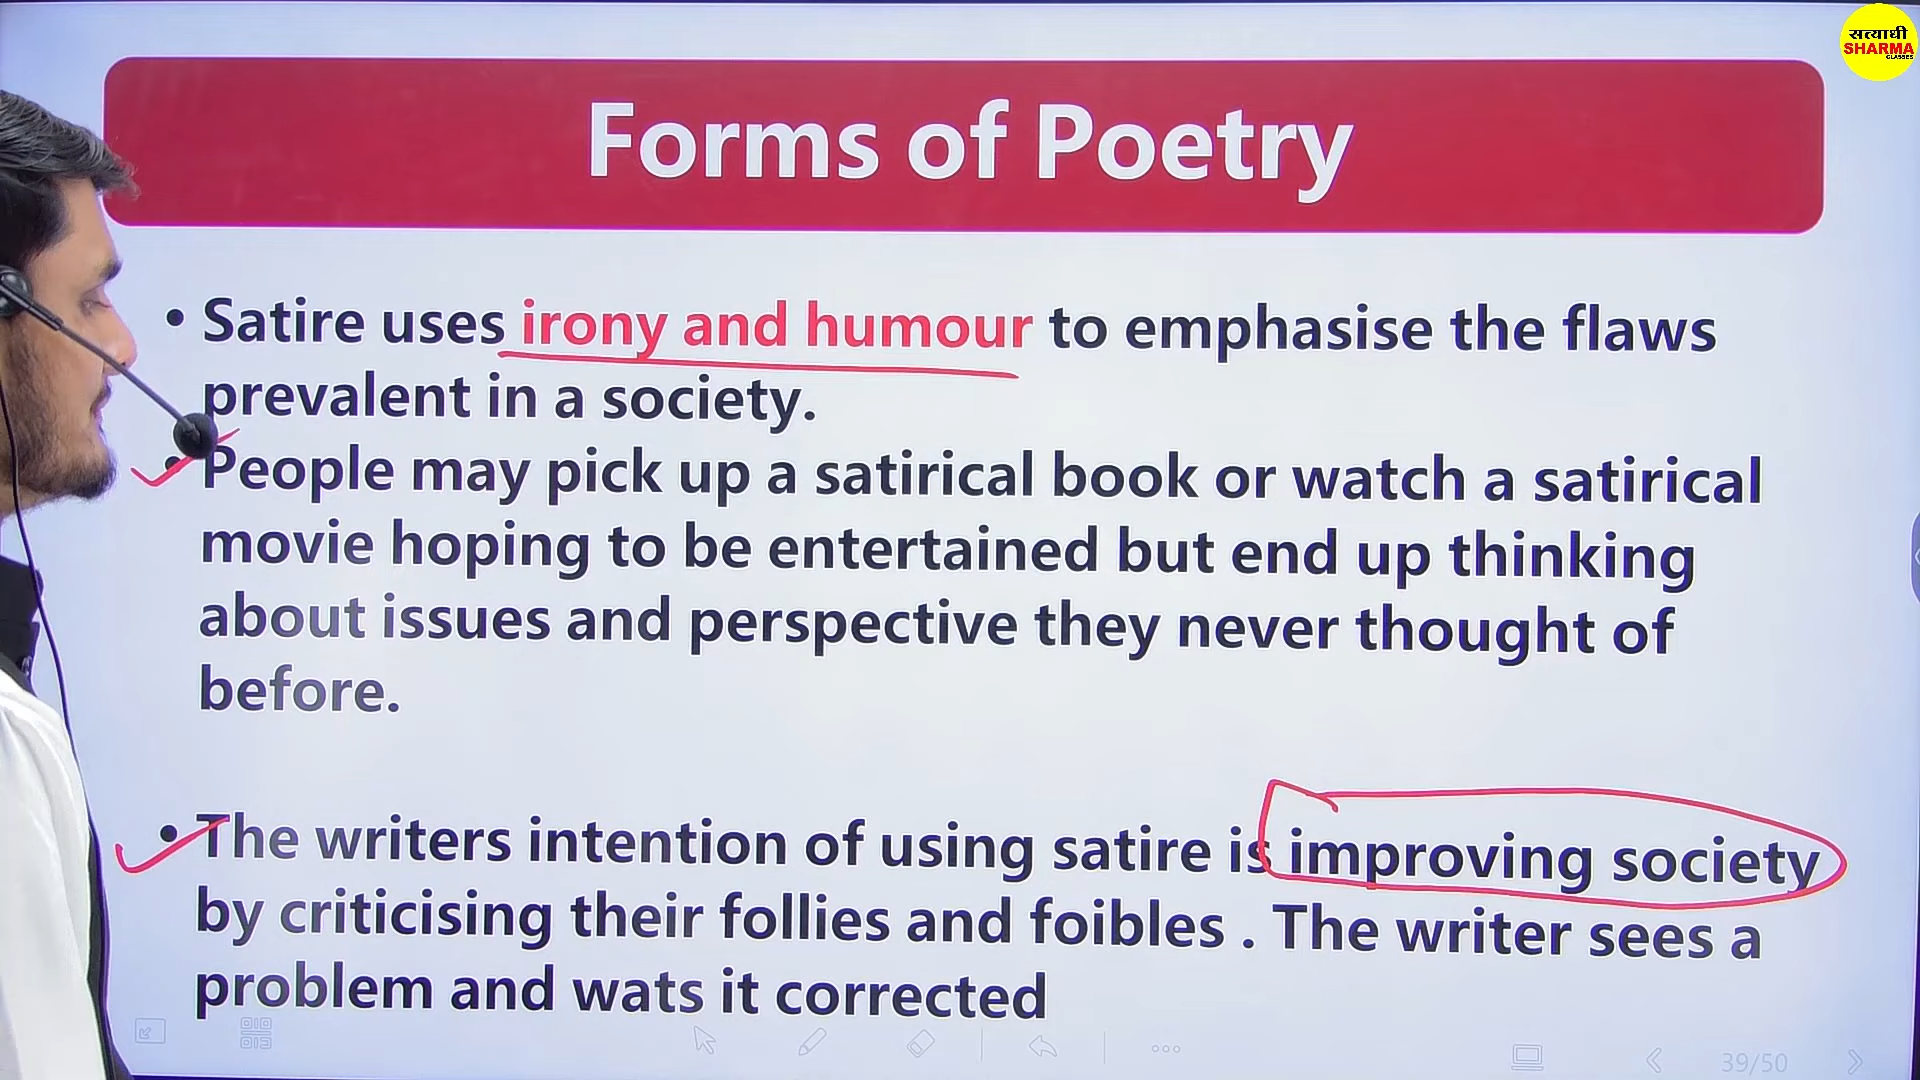 सत्यार्थी
SHARMA
CLASSES
Forms of Poetry
• Satire uses irony and humour to emphasise the flaws
prevalent in a society.
• People may pick up a satirical book or watch a satirical
movie hoping to be entertained but end up thinking
about issues and perspective they never thought of
before.
• The writers intention of using satire is improving society
by criticising their follies and foibles . The writer sees a
problem and wats it corrected
39/50